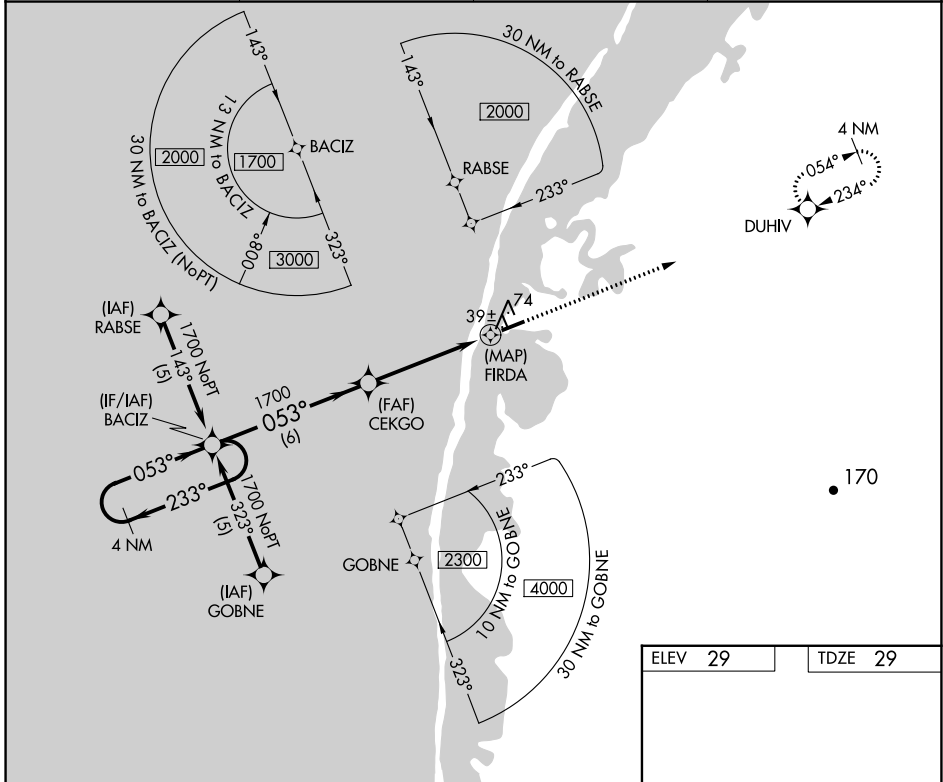 143°
13 NM to BACIZ
2000
1700
BACIZ
30 NM to BACIZ (NoPT)
008°
3000
323°
30 NM to RABSE
143°
2000
RABSE
233°
4 NM
054°
234°
DUHIV
(IAF)
RABSE
1700 NoPT
143°
(5)
(IF/IAF)
BACIZ
1700
053°
(6)
(FAF)
CEKGO
39±
74
(MAP)
FIRDA
053°
233°
4 NM
1700 NoPT
323°
(5)
(IAF)
GOBNE
233°
GOBNE
2300
10 NM to GOBNE
4000
30 NM to GOBNE
323°
170
ELEV 29
TDZE 29